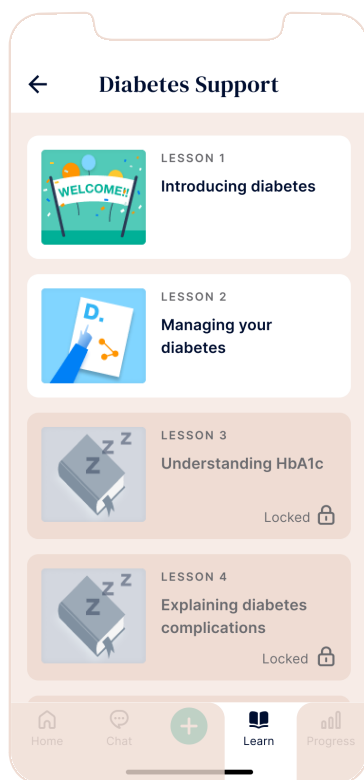 Diabetes Support
LESSON 1
WELCOME!!
Introducing diabetes
LESSON 2
D.
Managing your
diabetes
LESSON 3
Z Z Z
Understanding HbA1c
Locked
LESSON 4
Z Z Z
Explaining diabetes
complications
Locked
Home
Chat
Learn
Progress